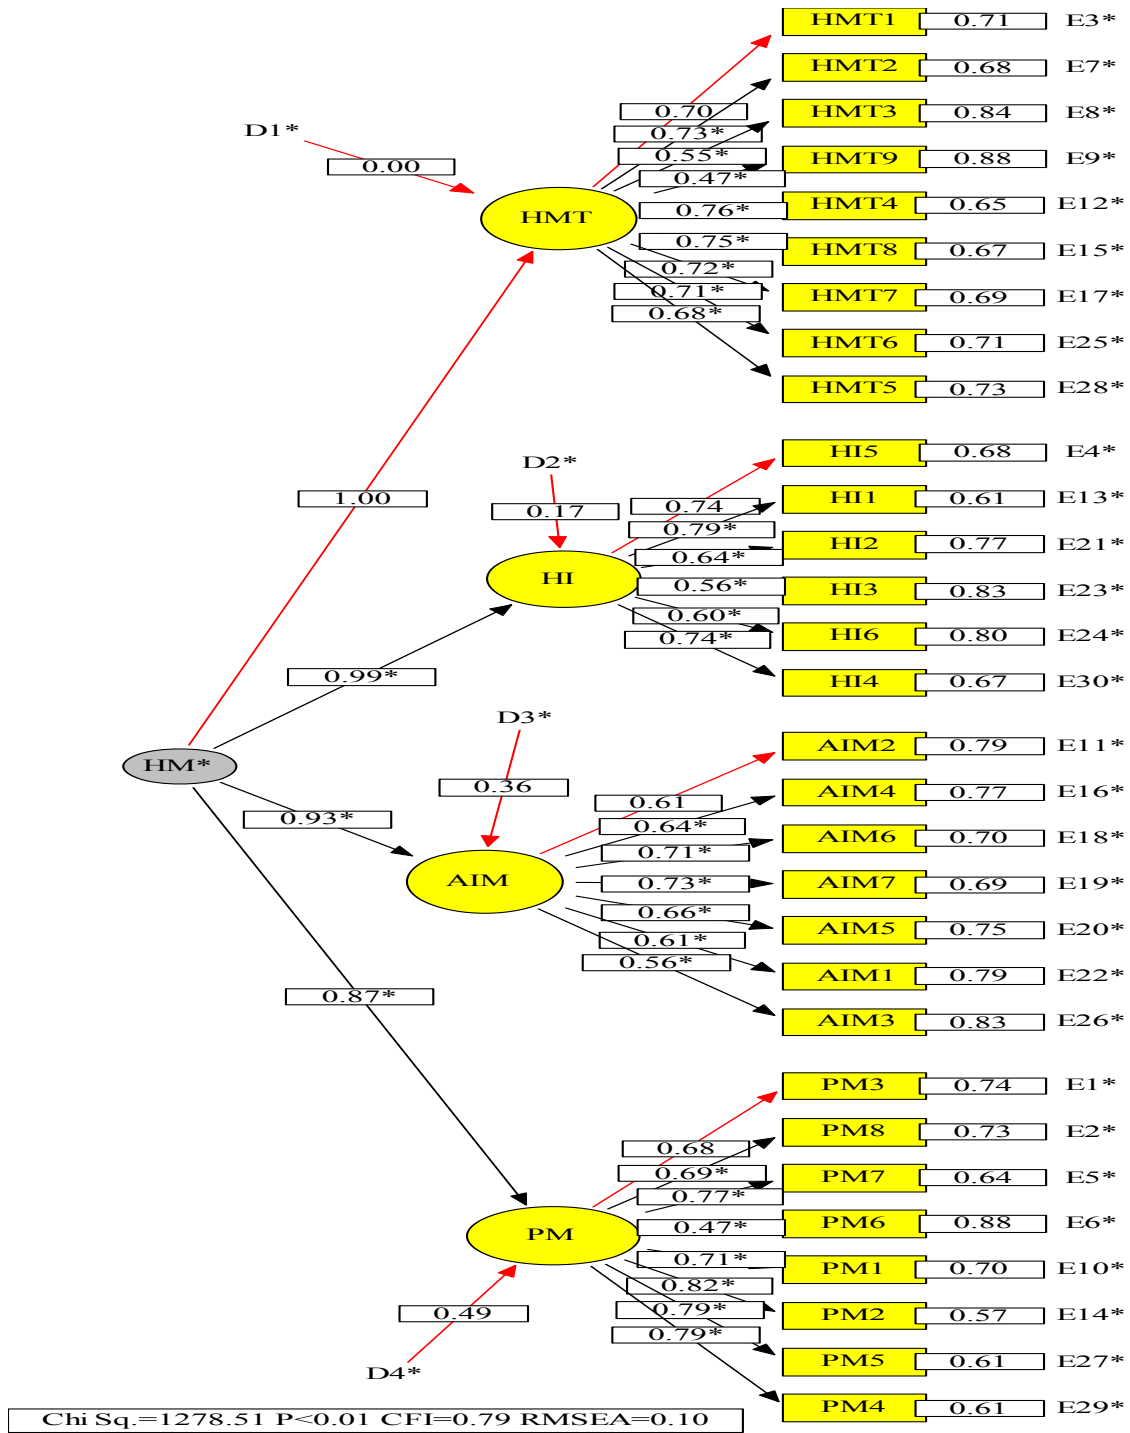 HMT1 0.71 E3*
HMT2 0.68 E7*
0.70 HMT3 0.84 E8*
D1* 0.73*
0.00 0.55* HMT9 0.88 E9*
0.47*
HMT 0.76* HMT4 0.65 E12*
0.75* HMT8 0.67 E15*
0.72*
0.71* HMT7 0.69 E17*
0.68*
HMT6 0.71 E25*
HMT5 0.73 E28*
HI5 0.68 E4*
D2*
1.00 0.74 HI1 0.61 E13*
0.17 0.79*
0.64* HI2 0.77 E21*
HI 0.56* HI3 0.83 E23*
0.60*
0.74* HI6 0.80 E24*
0.99* HI4 0.67 E30*
D3*
AIM2 0.79 E11*
HM*
0.36 0.61 AIM4 0.77 E16*
0.93* 0.64* AIM6 0.70 E18*
0.71*
AIM 0.73* AIM7 0.69 E19*
0.66* AIM5 0.75 E20*
0.61*
0.56* AIM1 0.79 E22*
0.87* AIM3 0.83 E26*
PM3 0.74 E1*
PM8 0.73 E2*
0.68
0.69* PM7 0.64 E5*
0.77*
PM 0.47* PM6 0.88 E6*
0.71* PM1 0.70 E10*
0.82*
0.49 0.79* PM2 0.57 E14*
0.79*
D4* PM5 0.61 E27*
PM4 0.61 E29*
Chi Sq.=1278.51 P<0.01 CFI=0.79 RMSEA=0.10